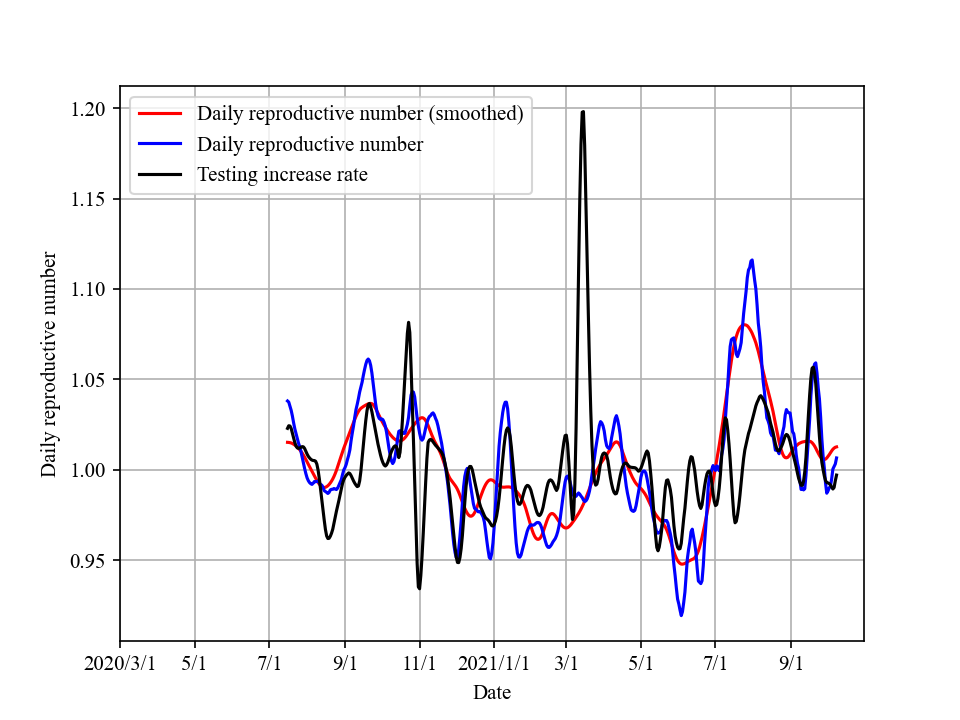 Daily reproductive number (smoothed)
Daily reproductive number
Testing increase rate
1.20
1.15
1.10
1.05
1.00
0.95
Daily reproductive number
2020/3/1 5/1 7/1 9/1 11/1 2021/1/1 3/1 5/1 7/1 9/1
Date